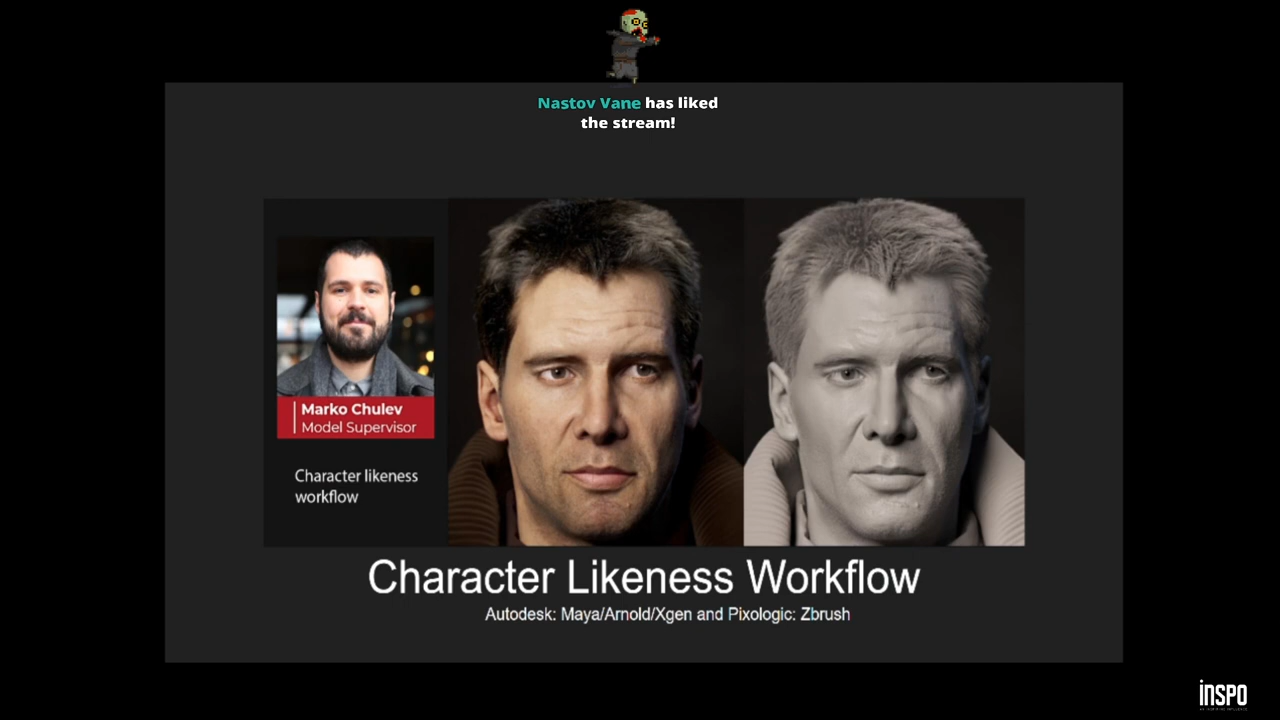 Nastov Vane has liked
the stream!
Marko Chulev
Model Supervisor
Character likeness
workflow
Character Likeness Workflow
Autodesk: Maya/Arnold/Xgen and Pixologic: Zbrush
iNSPO